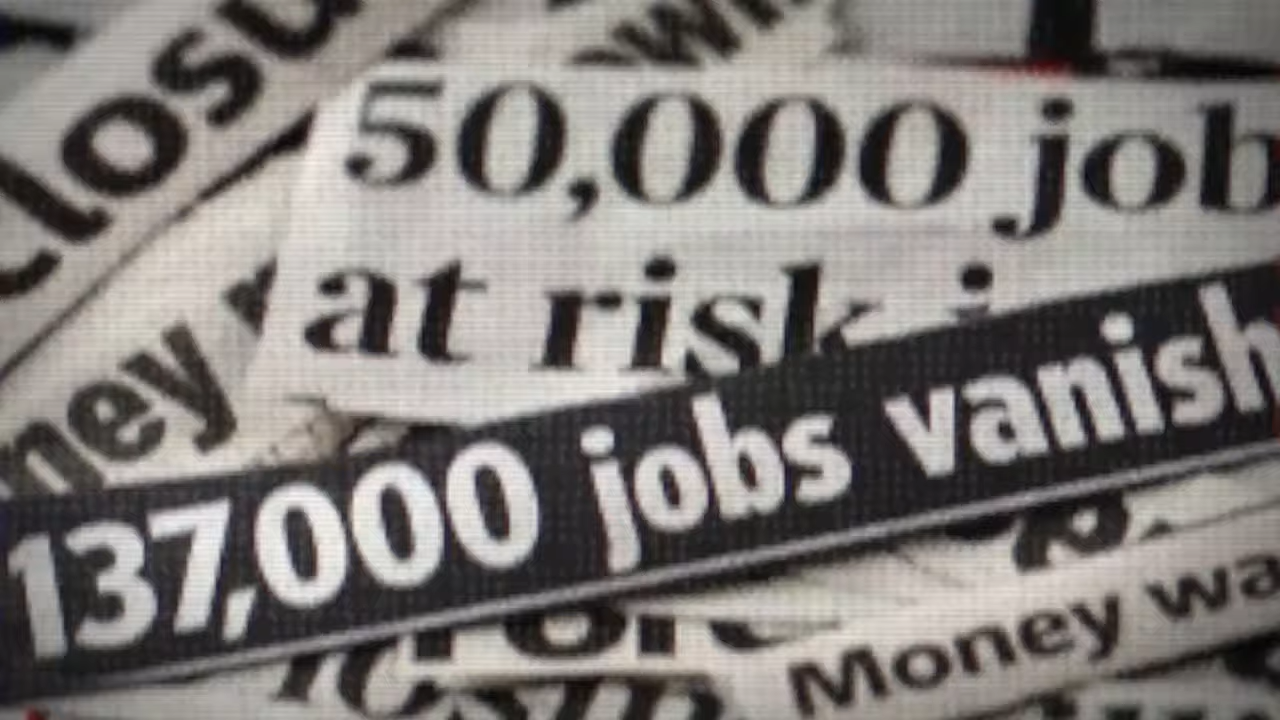 closu
50,000 job
at risk
ney
137,000 jobs vanish
Money wa